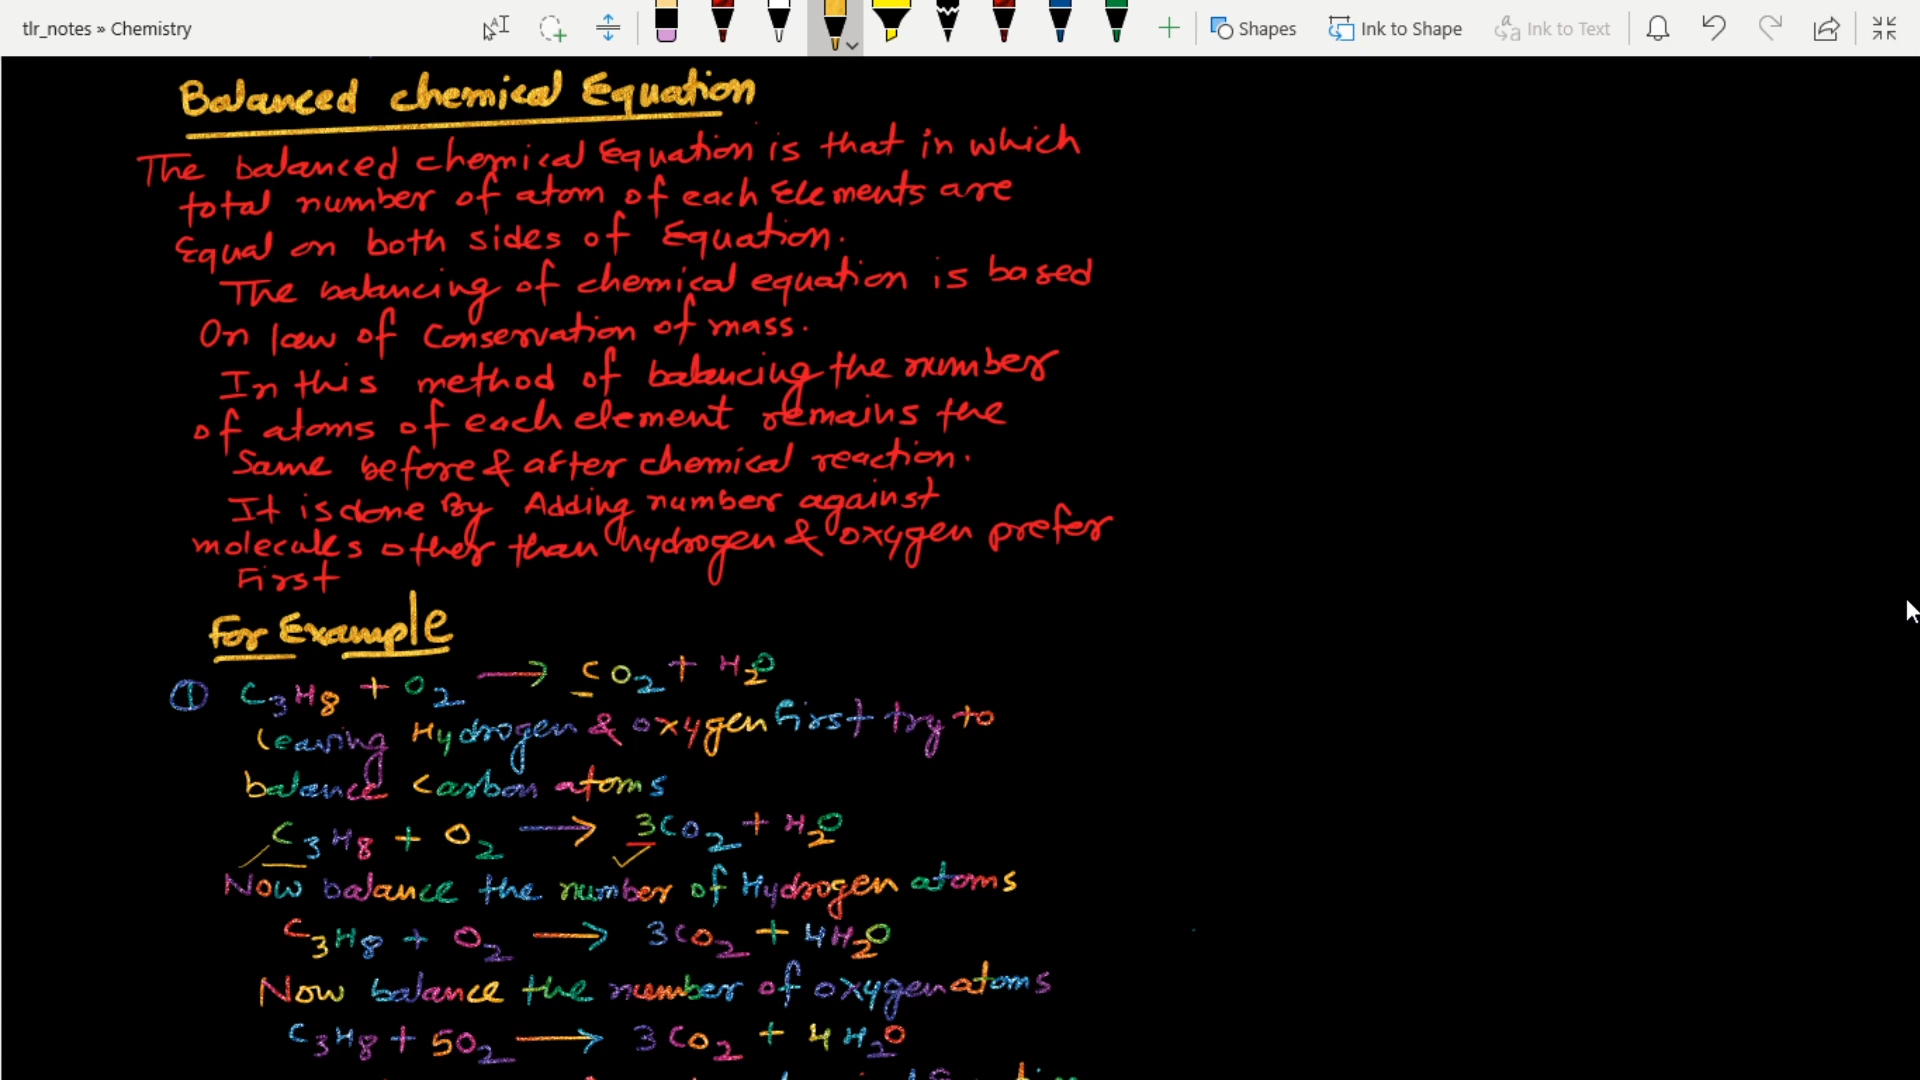 tlr_notes » Chemistry
Shapes
Ink to Shape
Ink to Text
Balanced chemical Equation
The balanced chemical Equation is that in which
total number of atom of each Elements are
Equal on both sides of Equation.
The balancing of chemical equation is based
On law of Conservation of mass.
In this method of balancing the number
of atoms of each element remains the
Same before & after chemical reaction.
It is done By Adding number against
molecules other than hydrogen & oxygen prefer
First
For Example
① C₃H₈ + O₂ → CO₂ + H₂O
Leaving Hydrogen & oxygen First try to
balance Carbon atoms
C₃H₈ + O₂ → 3CO₂ + H₂O
Now balance the number of Hydrogen atoms
C₃H₈ + O₂ → 3CO₂ + 4H₂O
Now balance the number of oxygen atoms
C₃H₈ + 5O₂ → 3CO₂ + 4H₂O